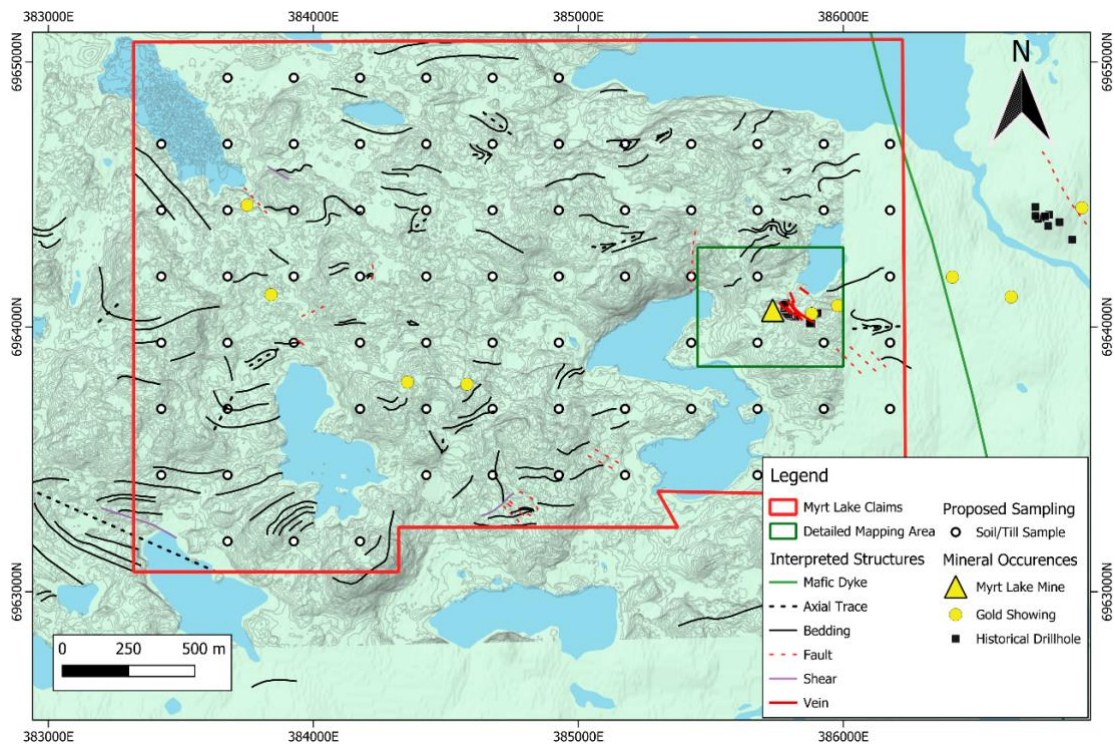 383000E 384000E 385000E 386000E
6965000N 6965000N
N
6964000N 6964000N
Legend
Myrt Lake Claims
Detailed Mapping Area
Interpreted Structures
Mafic Dyke
Axial Trace
Bedding
Fault
Shear
Vein
Proposed Sampling
Soil/Till Sample
Mineral Occurences
Myrt Lake Mine
Gold Showing
Historical Drillhole
6963000N 6963000N
0 250 500 m
383000E 384000E 385000E 386000E